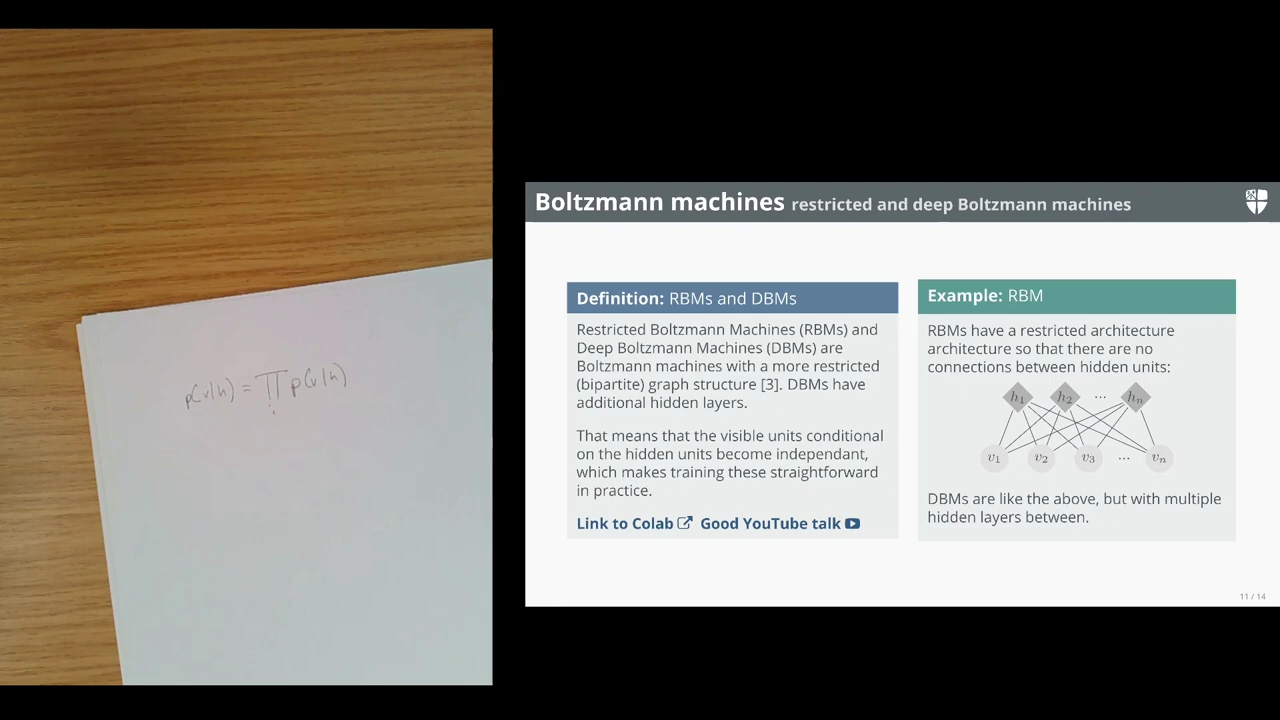 p(v|h) = ∏ p(v|h)
i
Boltzmann machines restricted and deep Boltzmann machines
Definition: RBMs and DBMs
Restricted Boltzmann Machines (RBMs) and
Deep Boltzmann Machines (DBMs) are
Boltzmann machines with a more restricted
(bipartite) graph structure [3]. DBMs have
additional hidden layers.
That means that the visible units conditional
on the hidden units become independant,
which makes training these straightforward
in practice.
Link to Colab Good YouTube talk
Example: RBM
RBMs have a restricted architecture
architecture so that there are no
connections between hidden units:
h1 h2 ... hn
v1 v2 v3 ... vn
DBMs are like the above, but with multiple
hidden layers between.
11 / 14